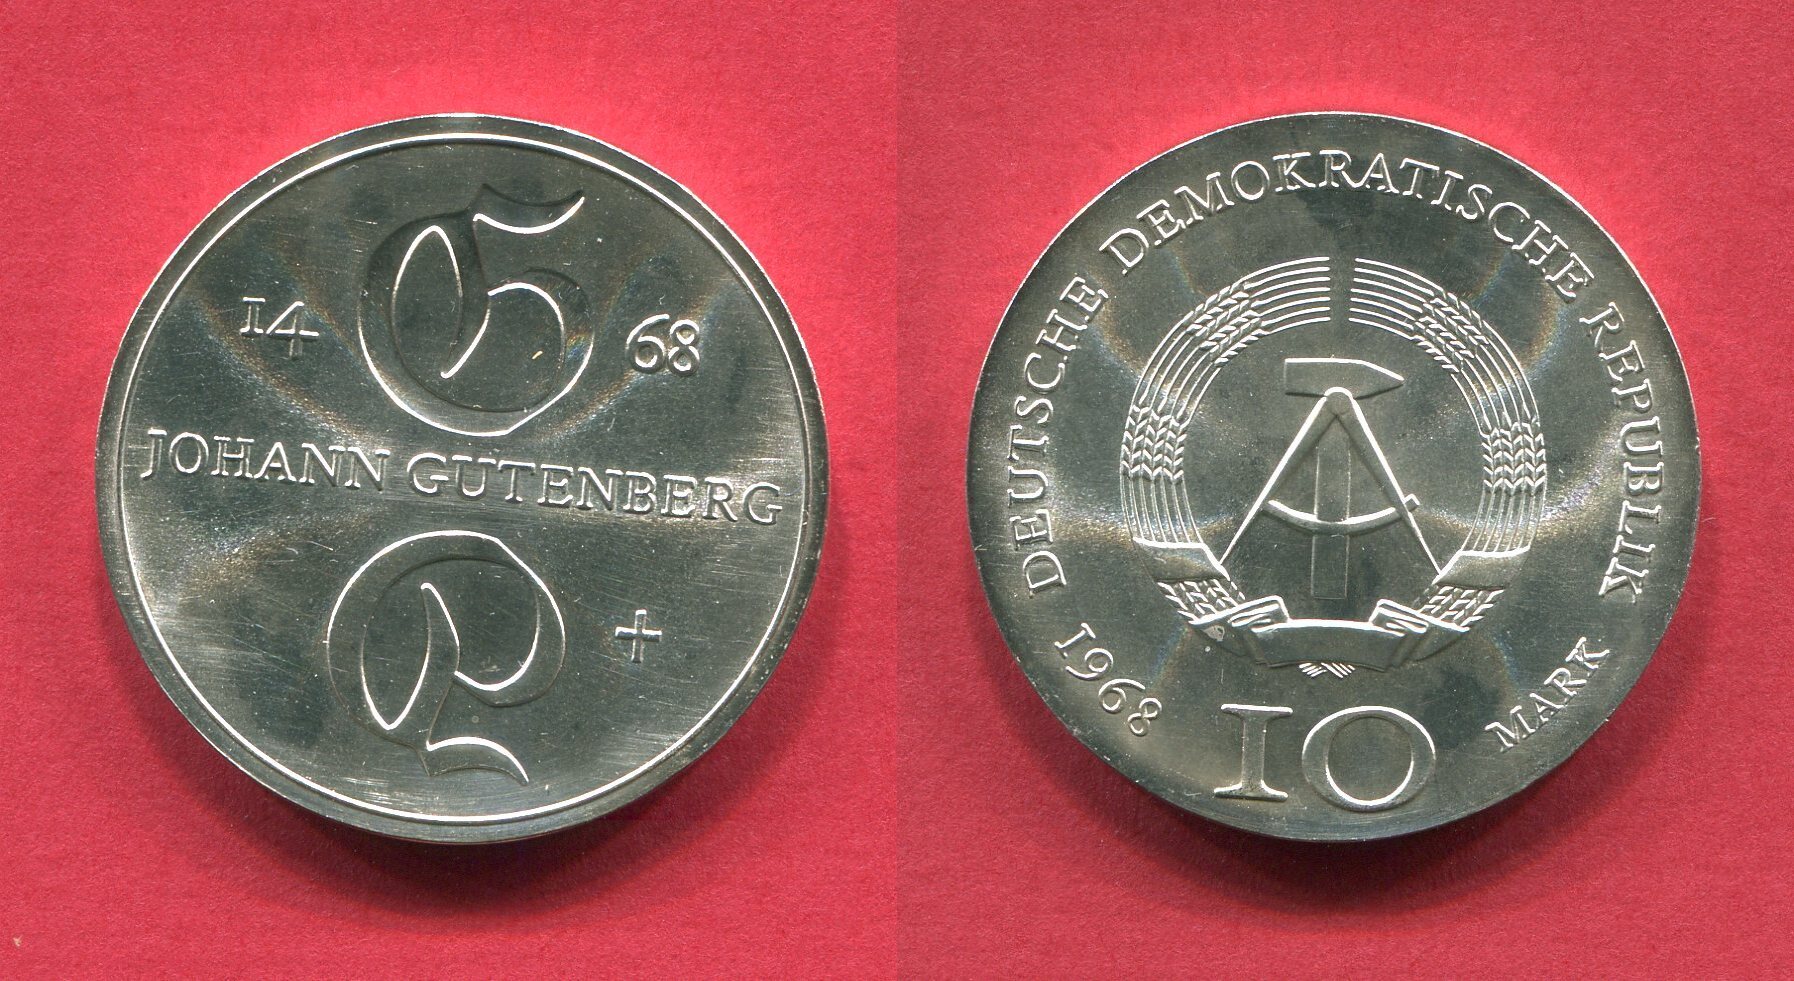 G
14 68
JOHANN GUTENBERG
+
DEUTSCHE DEMOKRATISCHE REPUBLIK
1968 10 MARK